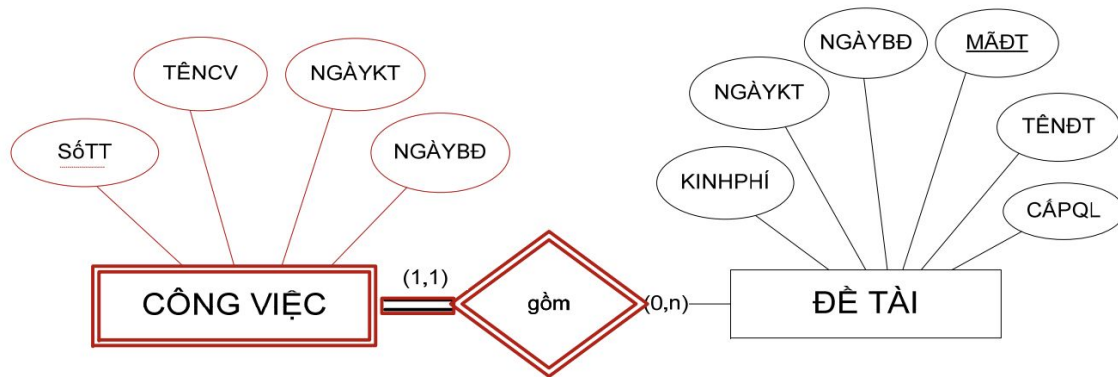 NGÀYBĐ
MÃĐT
TÊNCV
NGÀYKT
NGÀYKT
TÊNĐT
SốTT
NGÀYBĐ
KINHPHÍ
CẤPQL
(1,1)
CÔNG VIỆC
gồm
(0,n)
ĐỀ TÀI